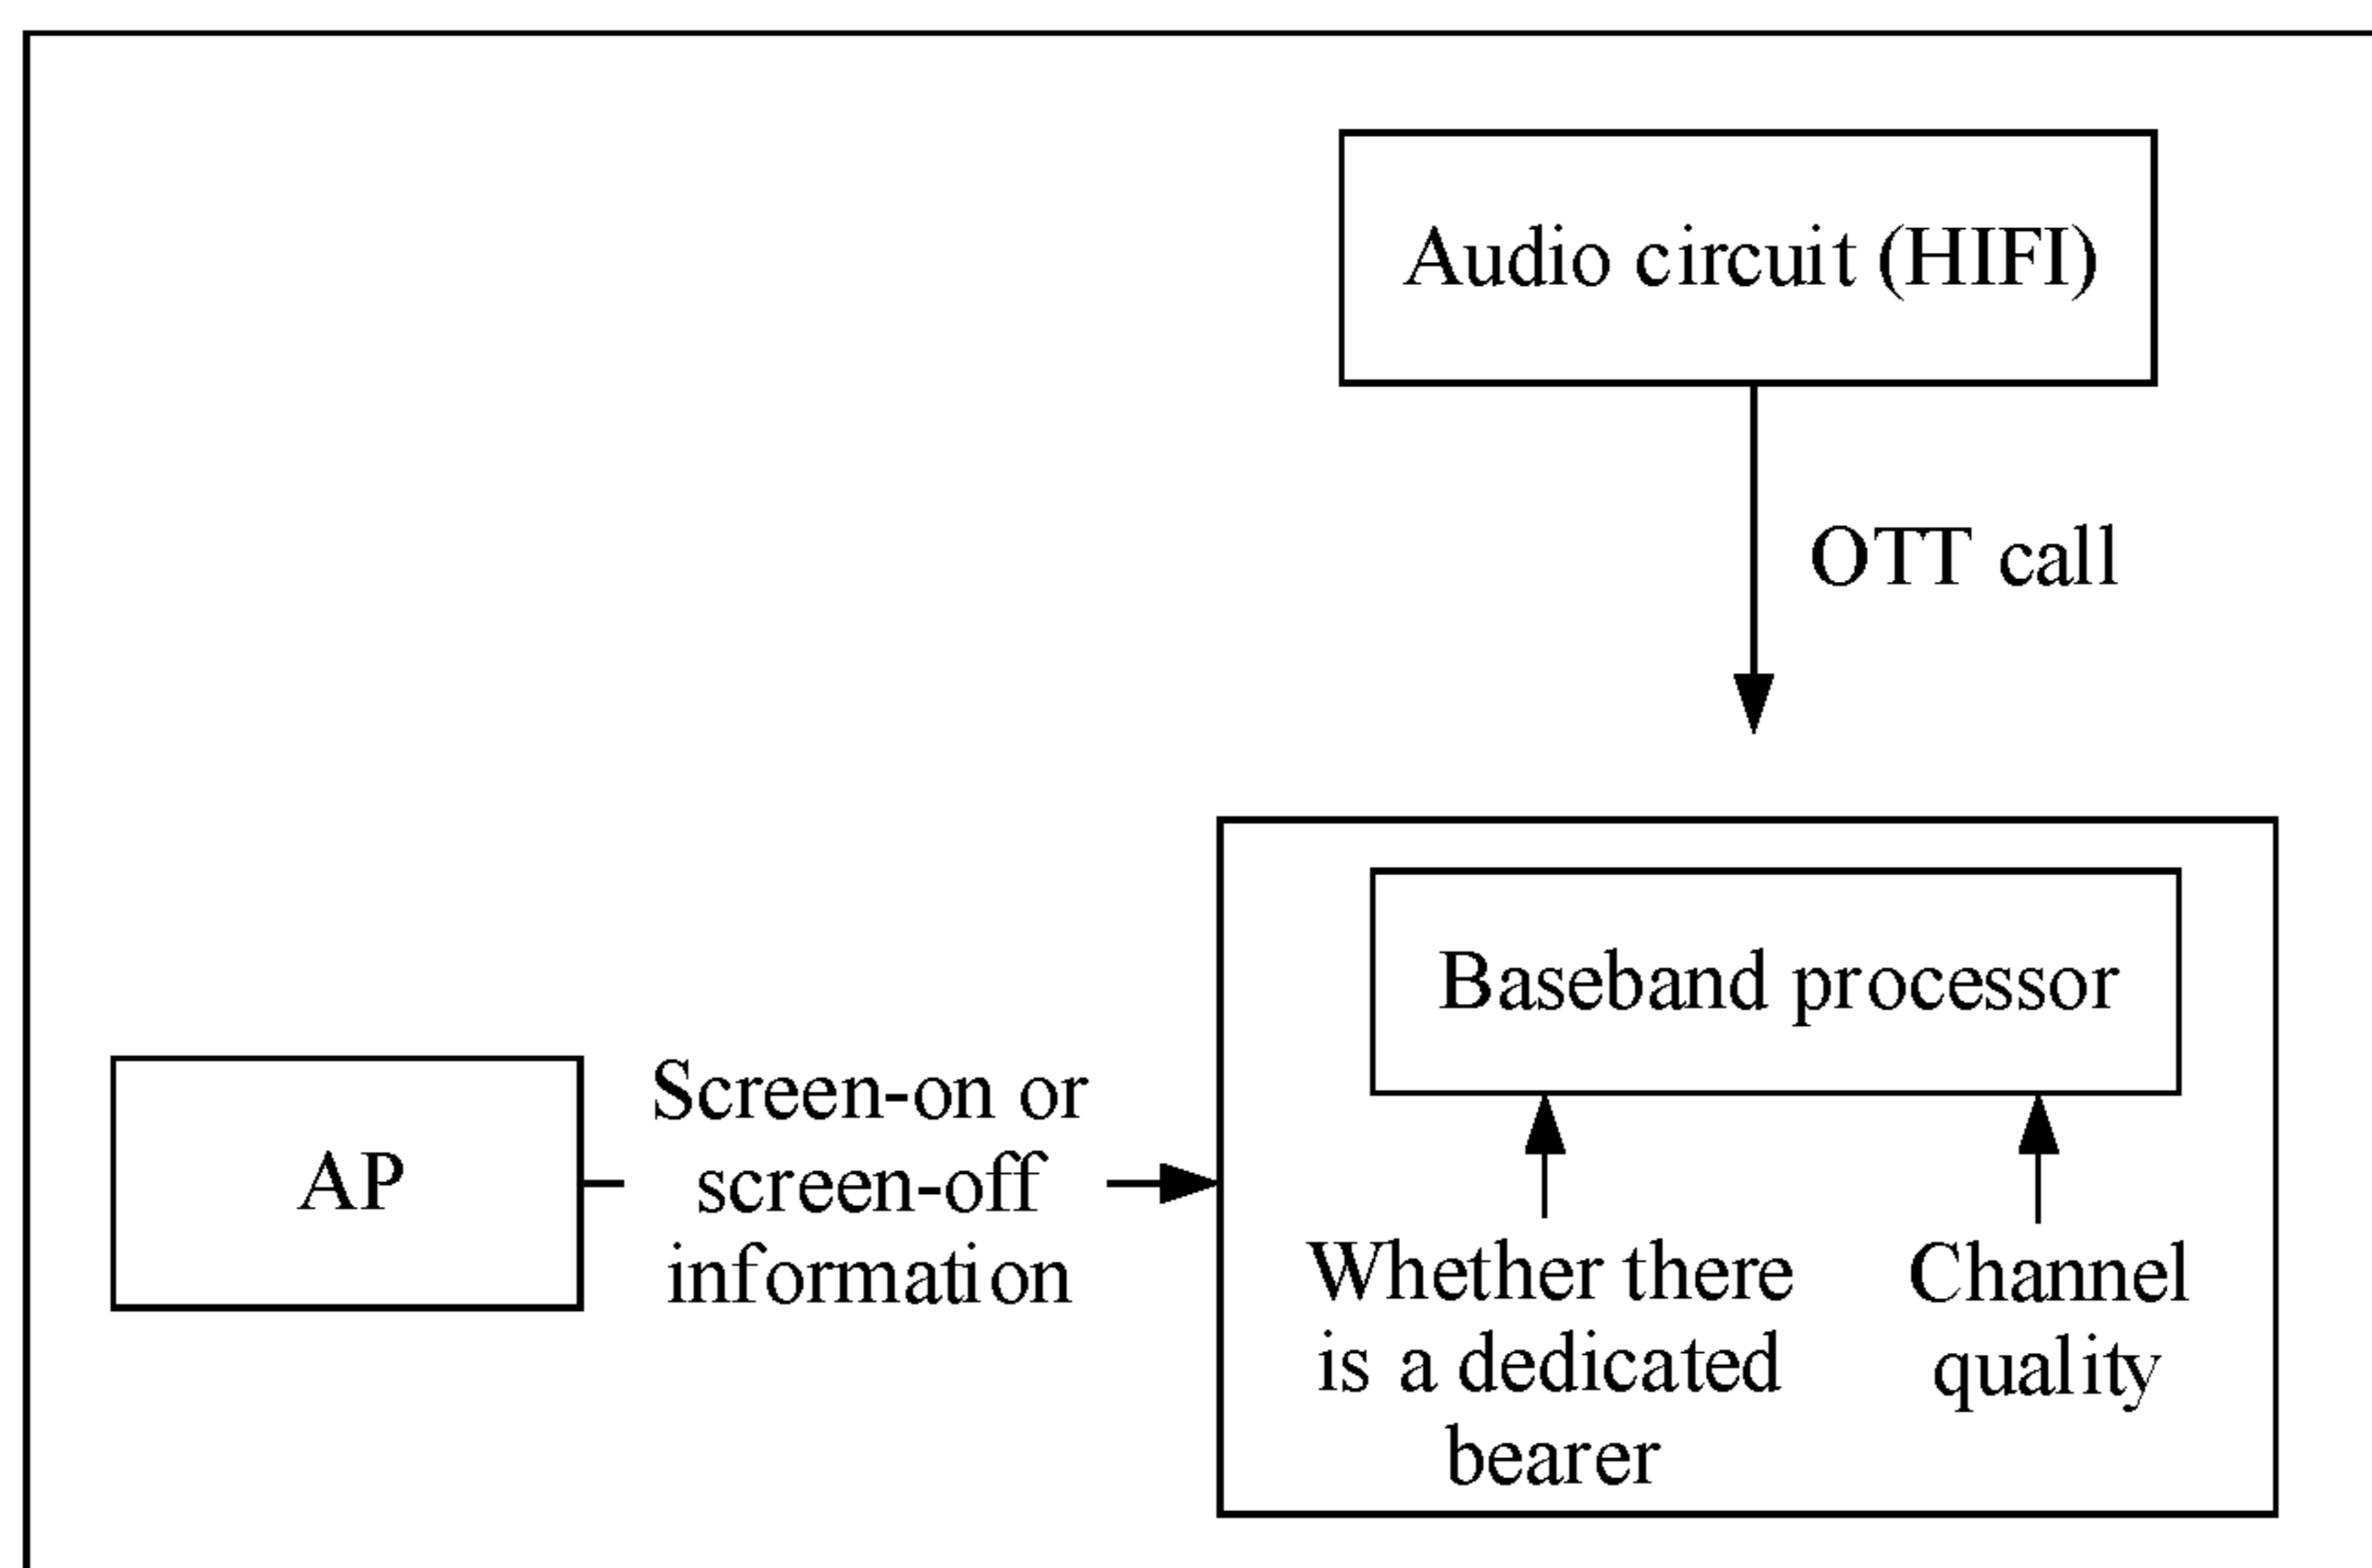 Audio circuit (HIFI)
OTT call
Baseband processor
AP
Screen-on or
screen-off
information
Whether there
is a dedicated
bearer
Channel
quality